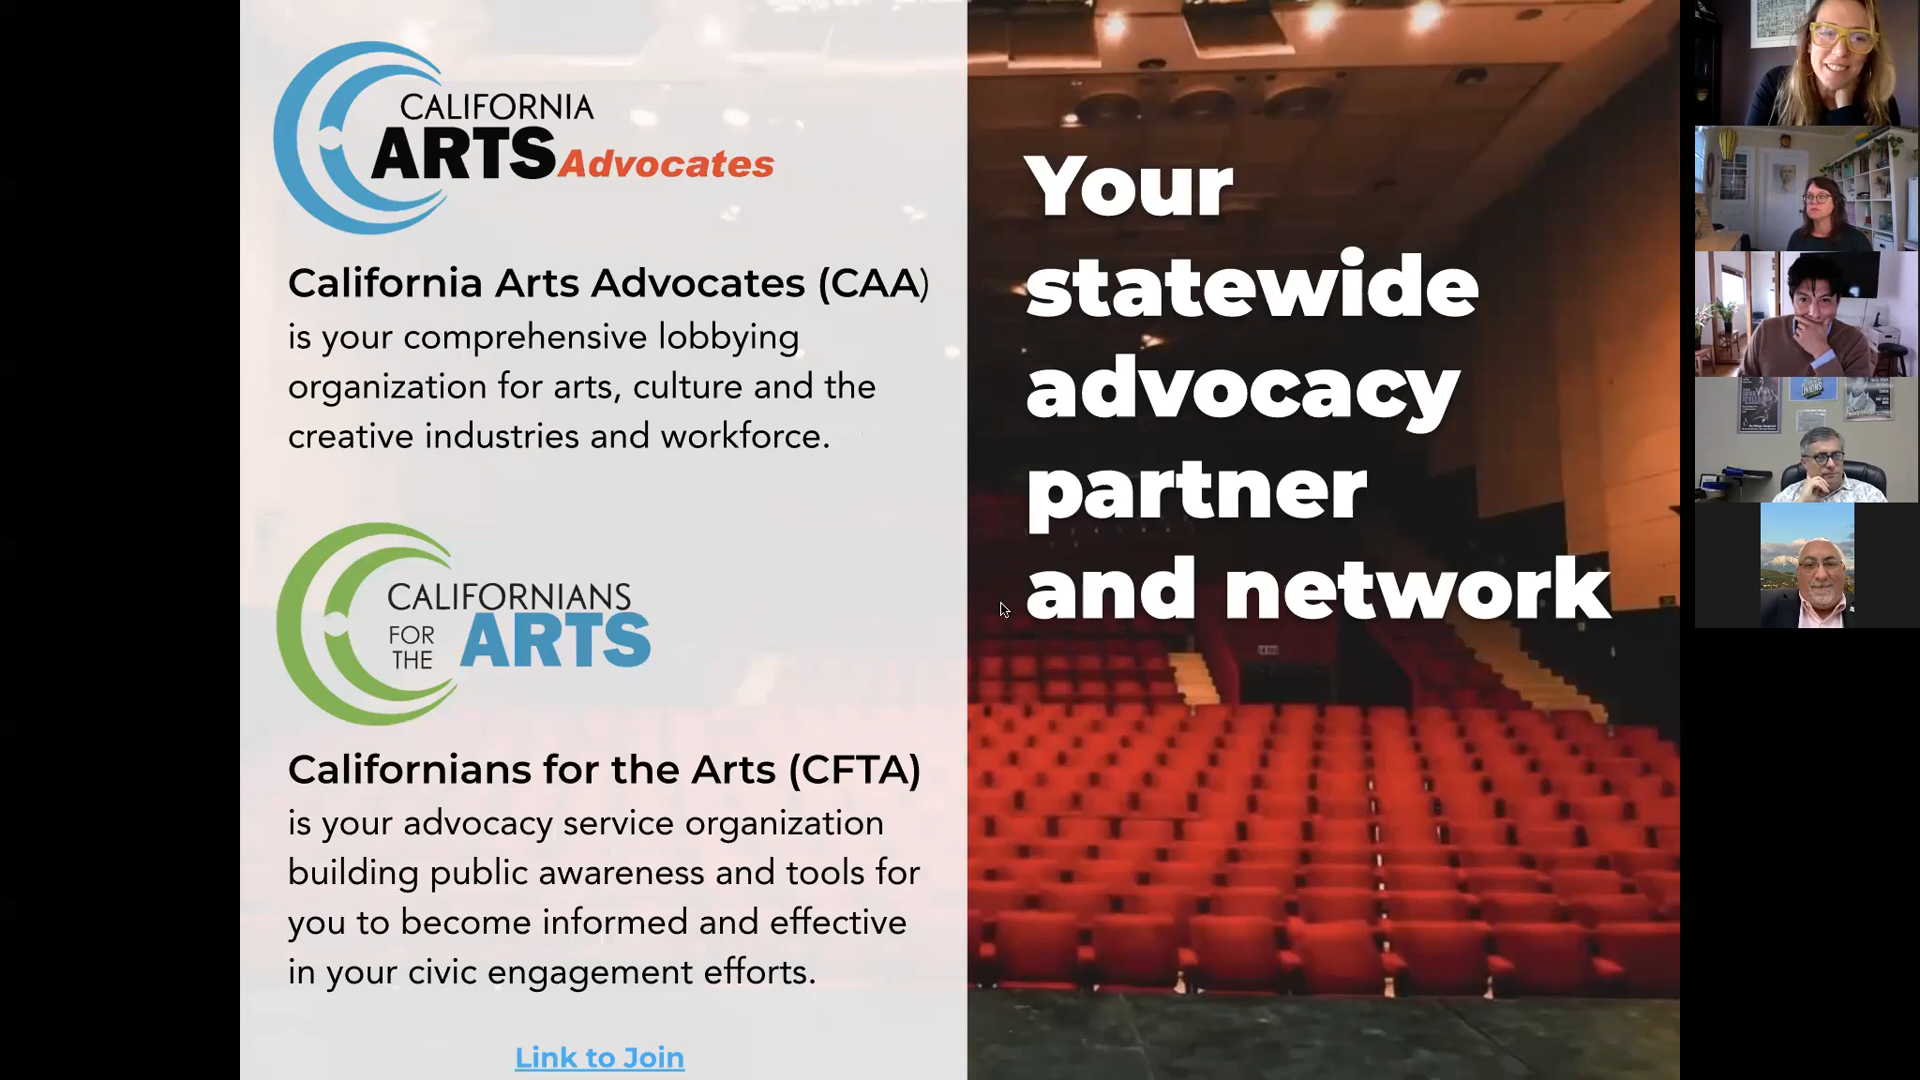 CALIFORNIA
ARTS Advocates
California Arts Advocates (CAA)
is your comprehensive lobbying
organization for arts, culture and the
creative industries and workforce.
CALIFORNIANS
FOR THE ARTS
Californians for the Arts (CFTA)
is your advocacy service organization
building public awareness and tools for
you to become informed and effective
in your civic engagement efforts.
Link to Join
Your
statewide
advocacy
partner
and network